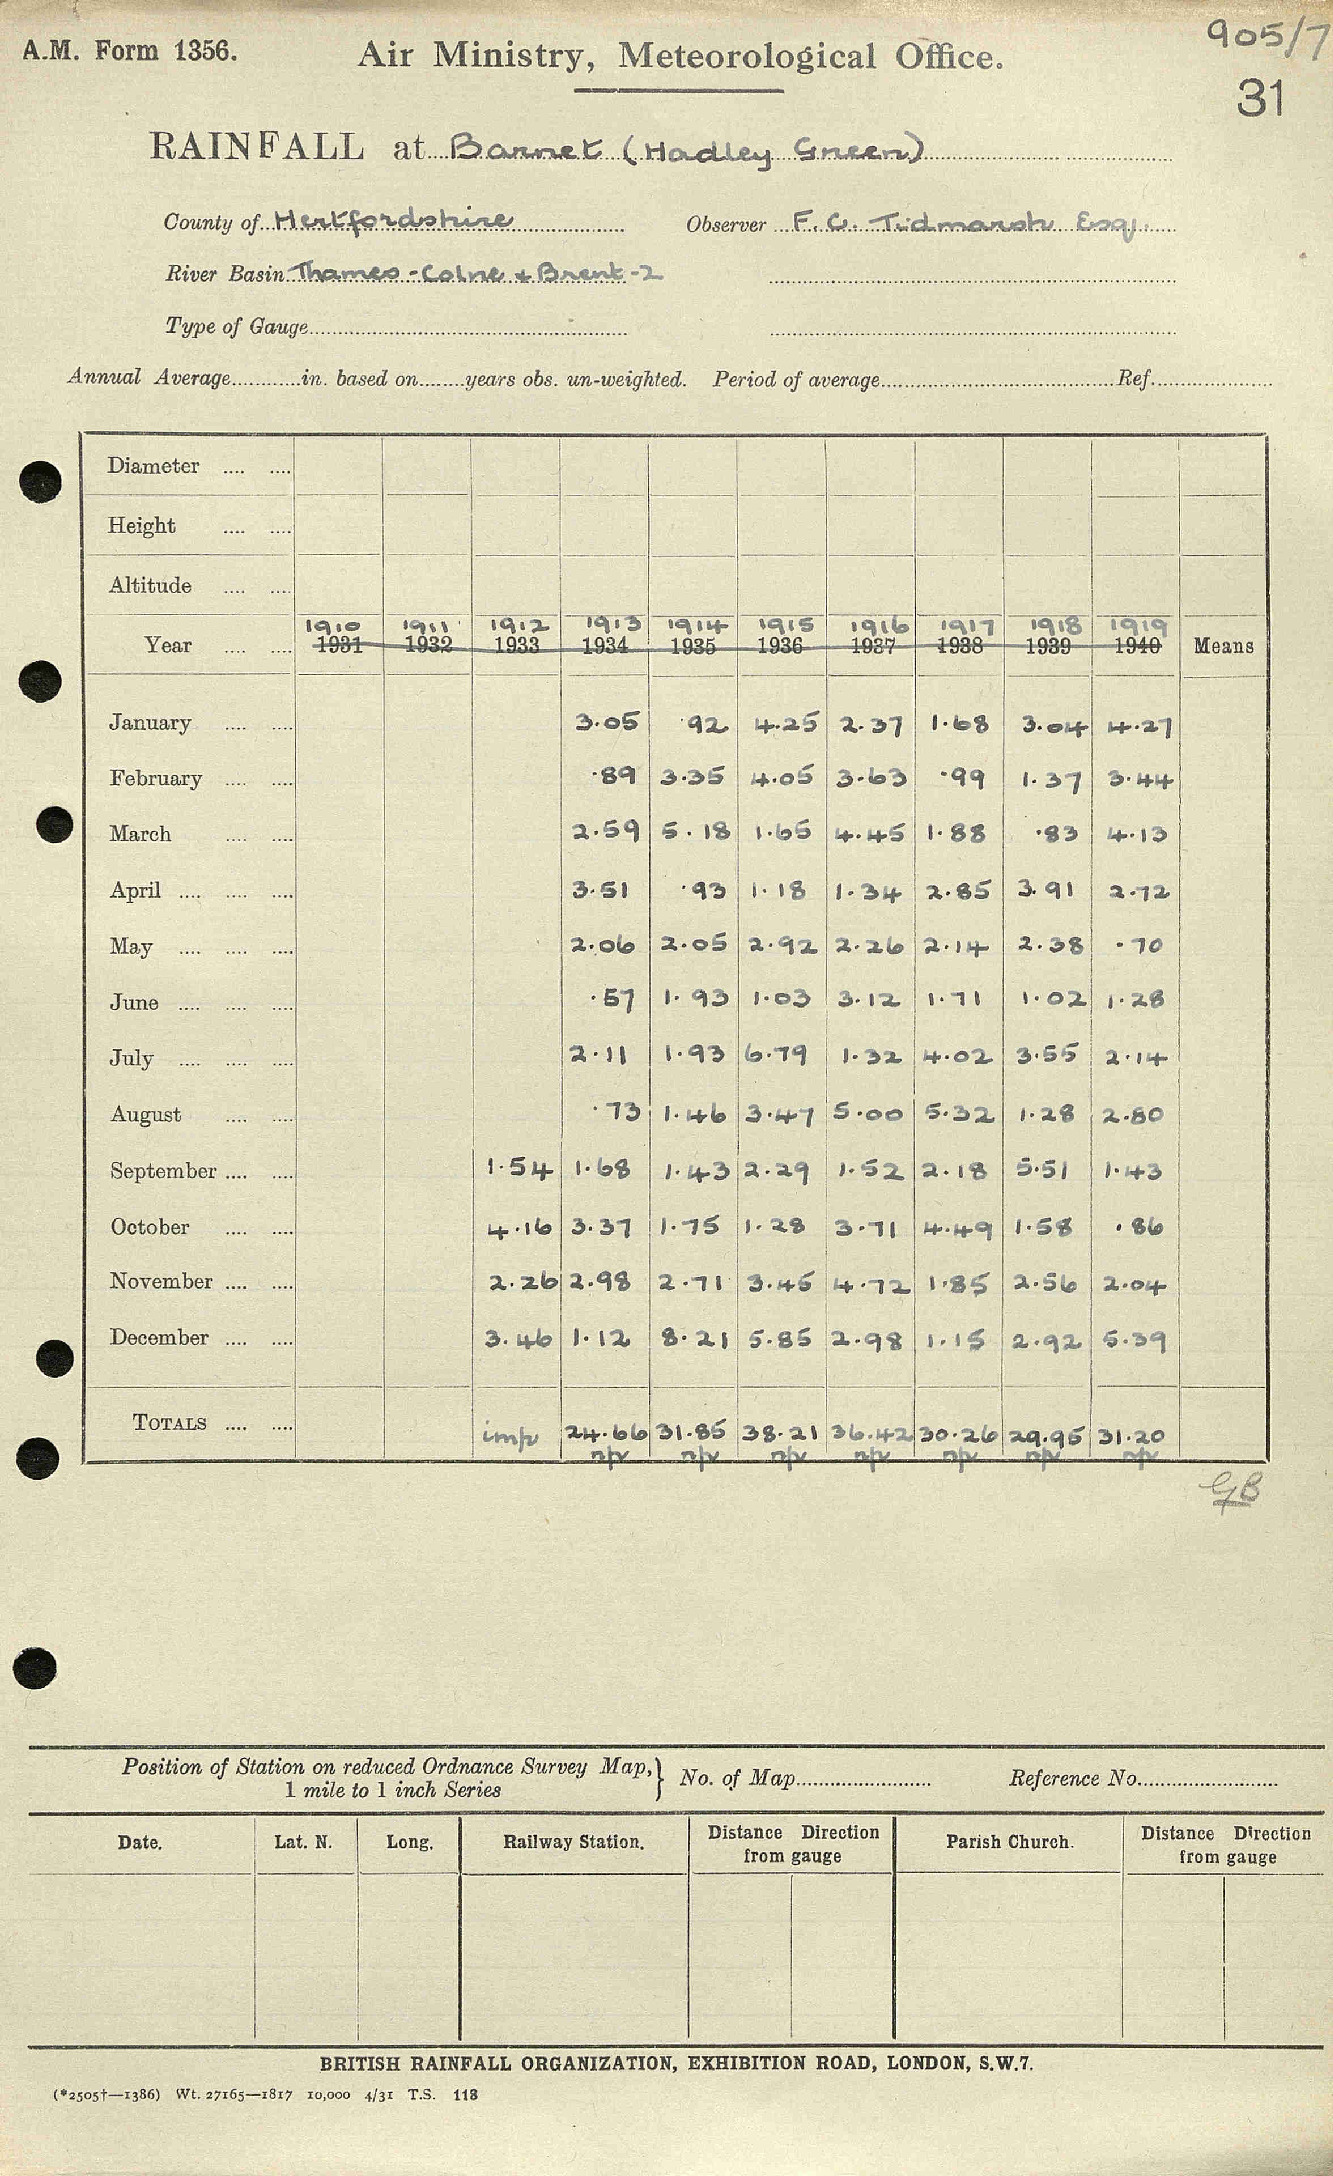 905/7
A.M. Form 1356. Air Ministry, Meteorological Office.
31
RAINFALL at Barnet (Hadley Green)
County of Hertfordshire Observer F. C. Tidmarsh Esq.
River Basin Thames - Colne & Brent - 2
Type of Gauge
Annual Average in. based on years obs. un-weighted. Period of average Ref.
Diameter
Height
Altitude
1910 1911 1912 1913 1914 1915 1916 1917 1918 1919
Year 1931 1932 1933 1934 1935 1936 1937 1938 1939 1940 Means
January 3.05 .92 4.25 2.37 1.68 3.04 4.27
February .89 3.35 4.05 3.63 .99 1.37 3.44
March 2.59 5.18 1.65 4.45 1.88 .83 4.13
April 3.51 .93 1.18 1.34 2.85 3.91 2.72
May 2.06 2.05 2.92 2.26 2.14 2.38 .70
June .57 1.93 1.03 3.12 1.71 1.02 1.28
July 2.11 1.93 6.79 1.32 4.02 3.55 2.14
August .73 1.46 3.47 5.00 5.32 1.28 2.80
September 1.54 1.68 1.43 2.29 1.52 2.18 5.51 1.43
October 4.16 3.37 1.75 1.28 3.71 4.49 1.58 .86
November 2.26 2.98 2.71 3.45 4.72 1.85 2.56 2.04
December 3.46 1.12 8.21 5.85 2.98 1.15 2.92 5.39
TOTALS imp 24.66 31.85 38.21 36.42 30.26 29.95 31.20
n/p n/p n/p n/p n/p n/p n/p
GB
Position of Station on reduced Ordnance Survey Map, 1 mile to 1 inch Series } No. of Map Reference No.
Date. Lat. N. Long. Railway Station. Distance from gauge Direction Parish Church. Distance from gauge Direction
BRITISH RAINFALL ORGANIZATION, EXHIBITION ROAD, LONDON, S.W.7.
(*2505†—1386) Wt. 27165—1817 10,000 4/31 T.S. 118